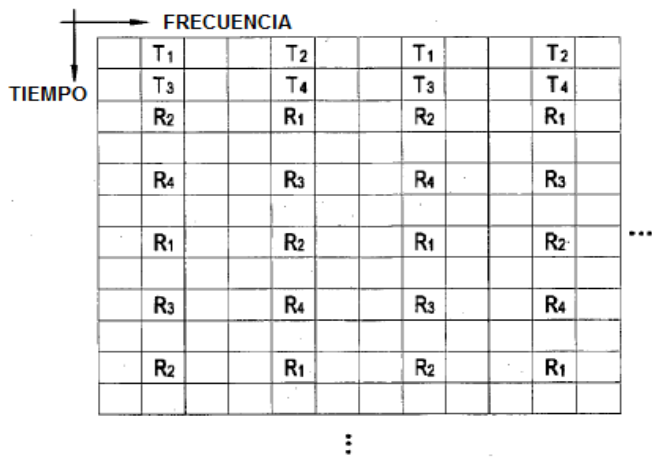 FRECUENCIA
T1 T2 T1 T2
TIEMPO T3 T4 T3 T4
R2 R1 R2 R1
R4 R3 R4 R3
R1 R2 R1 R2
R3 R4 R3 R4
R2 R1 R2 R1